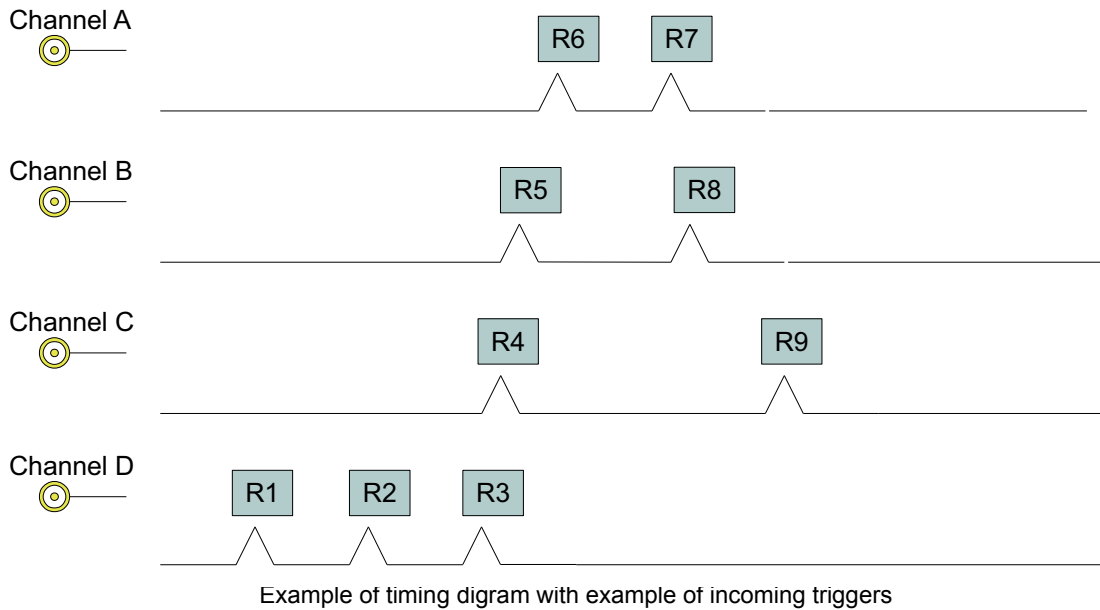 Channel A
R6 R7
Channel B
R5 R8
Channel C
R4 R9
Channel D
R1 R2 R3
Example of timing digram with example of incoming triggers